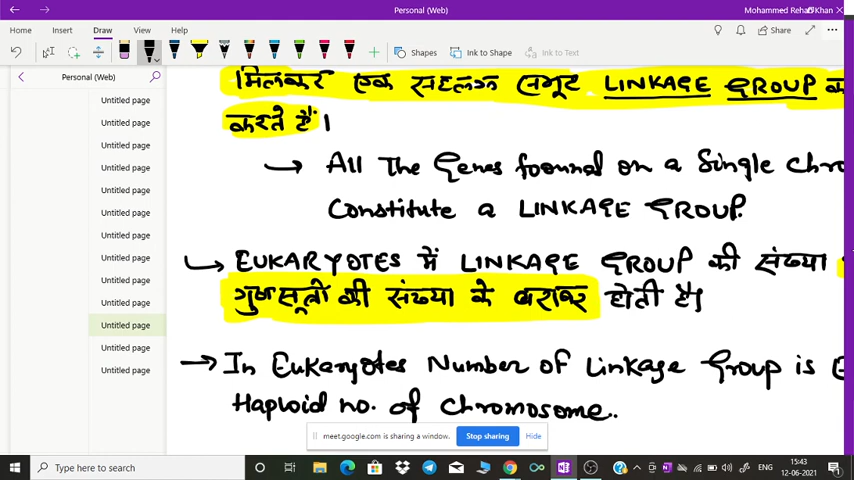 Personal (Web)
Mohammed Rehan Khan
Home Insert Draw View
Share
Shapes Ink to Shape Ink to Text
Personal (Web)
Untitled page
Untitled page
Untitled page
Untitled page
Untitled page
Untitled page
Untitled page
Untitled page
Untitled page
Untitled page
Untitled page
Untitled page
Untitled page
मिलकर एक सहलग्न समूह LINKAGE GROUP
करते हैं।
→ All The Genes found on a Single
Constitute a LINKAGE GROUP.
→ EUKARYOTES में LINKAGE GROUP की संख्या
गुणसूत्रों की संख्या के बराबर होती है।
→ In Eukaryotes Number of Linkage Group is
Haploid no. of Chromosome..
meet.google.com is sharing a window. Stop sharing Hide
Type here to search
ENG
15:43
12-06-2021